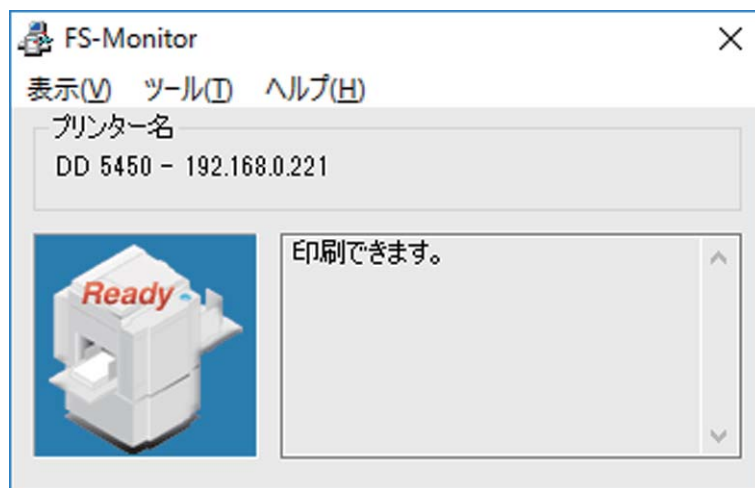 FS-Monitor
表示(V) ツール(T) ヘルプ(H)
プリンター名
DD 5450 - 192.168.0.221
Ready
印刷できます。